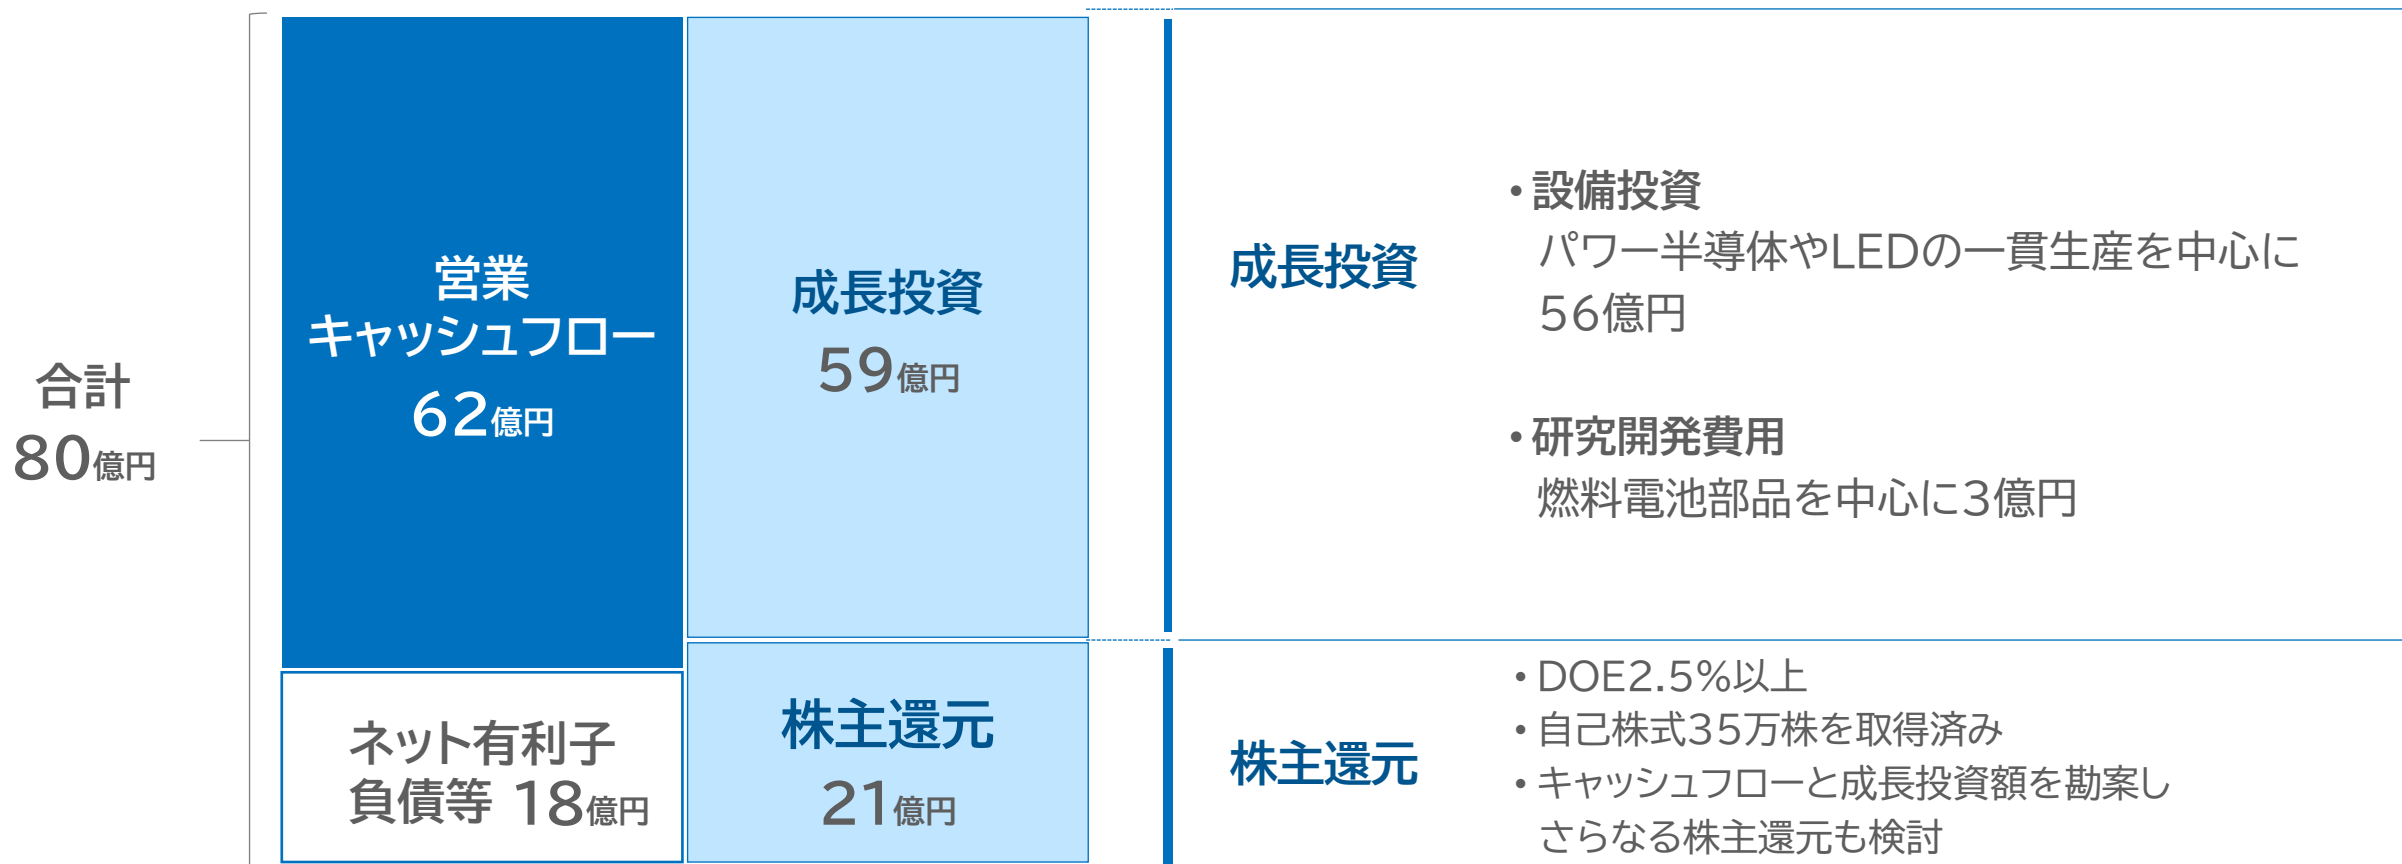 合計
80億円
営業
キャッシュフロー
62億円
ネット有利子
負債等 18億円
成長投資
59億円
株主還元
21億円
成長投資
・設備投資
パワー半導体やLEDの一貫生産を中心に
56億円
・研究開発費用
燃料電池部品を中心に3億円
株主還元
・DOE2.5%以上
・自己株式35万株を取得済み
・キャッシュフローと成長投資額を勘案し
さらなる株主還元も検討